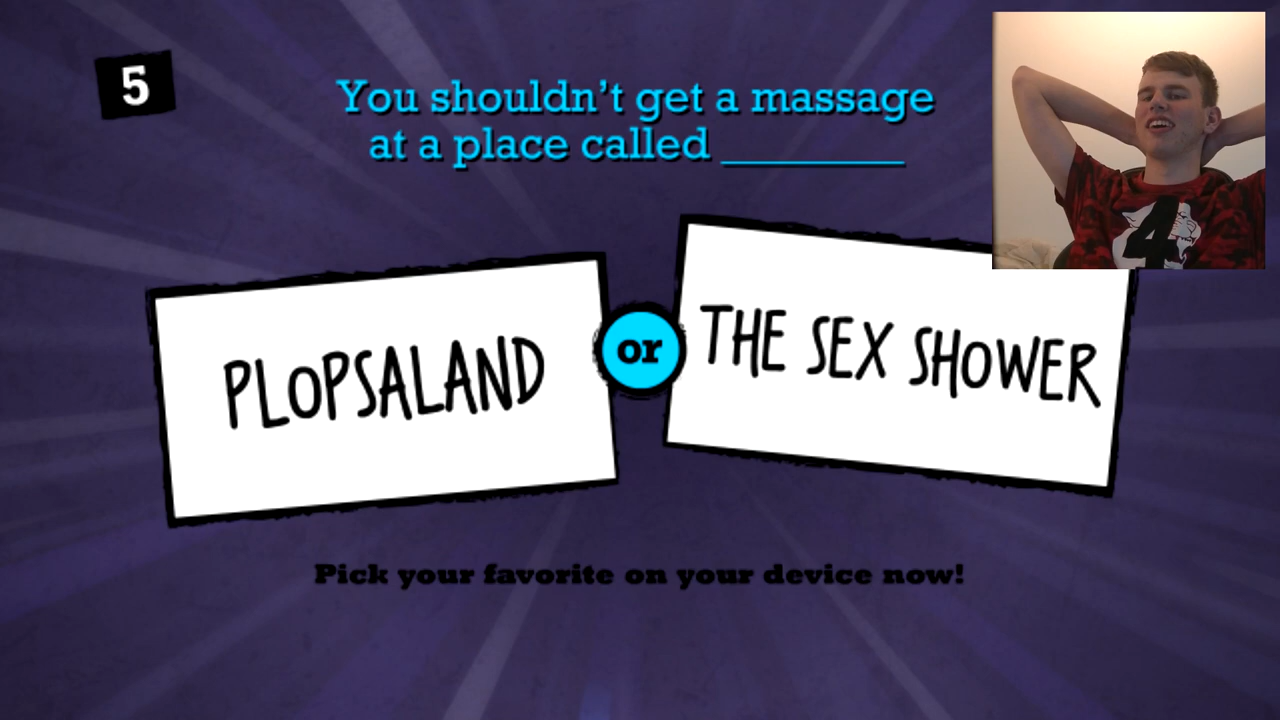 5
You shouldn't get a massage
at a place called _________
PLOPSALAND
or
THE SEX SHOWER
Pick your favorite on your device now!
4